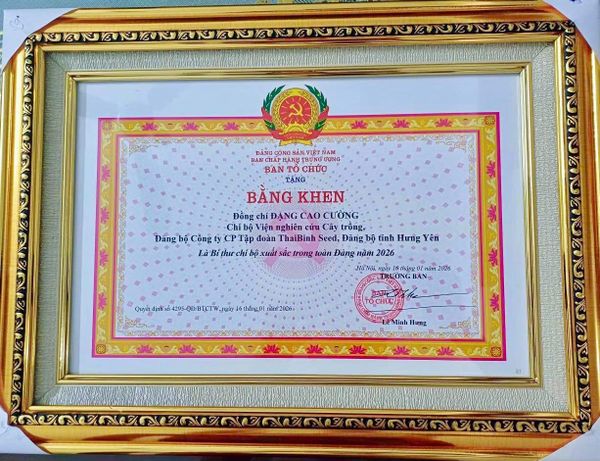 ĐẢNG CỘNG SẢN VIỆT NAM
BAN CHẤP HÀNH TRUNG ƯƠNG
BAN TỔ CHỨC
TẶNG
BẰNG KHEN
Đồng chí ĐẶNG CAO CƯỜNG
Chi bộ Viện nghiên cứu Cây trồng,
Đảng bộ Công ty CP Tập đoàn ThaiBinh Seed, Đảng bộ tỉnh Hưng Yên
Là Bí thư chi bộ xuất sắc trong toàn Đảng năm 2026
Hà Nội, ngày 16 tháng 01 năm 2026
TRƯỞNG BAN
BAN
TỔ CHỨC
Quyết định số 4295-QĐ/BTCTW, ngày 16 tháng 01 năm 2026
Lê Minh Hưng